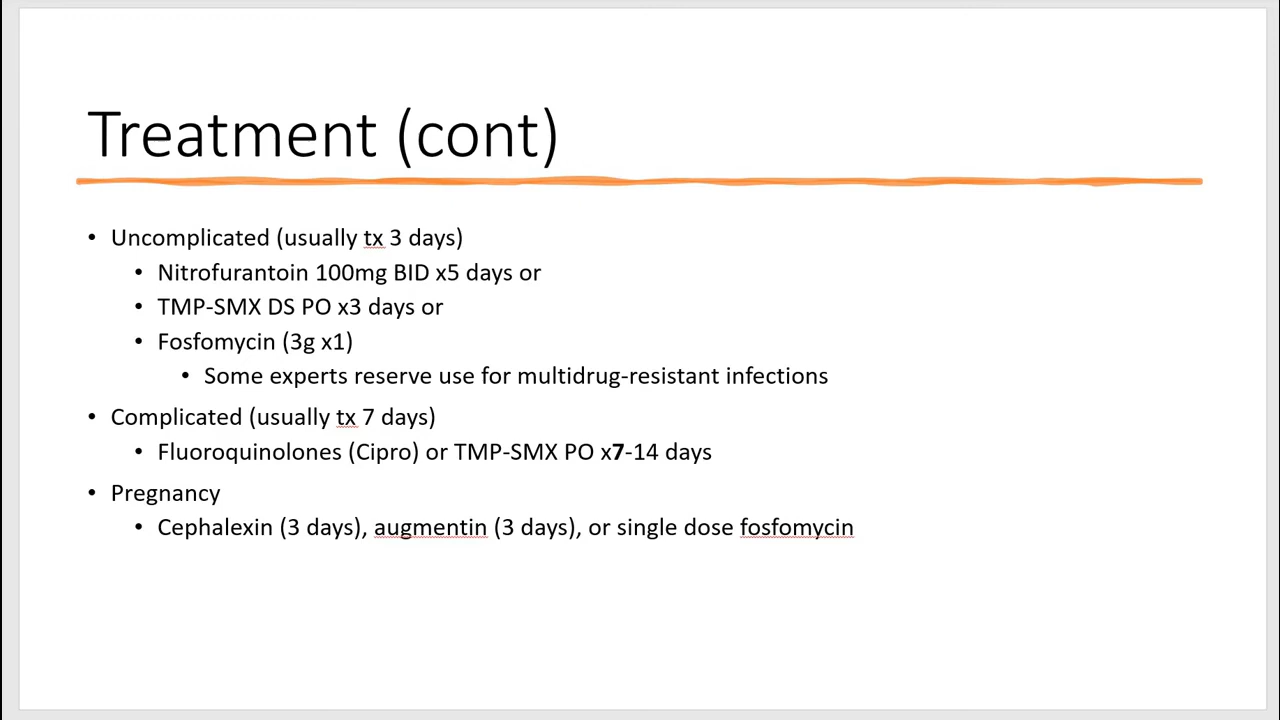 Treatment (cont)
• Uncomplicated (usually tx 3 days)
• Nitrofurantoin 100mg BID x5 days or
• TMP-SMX DS PO x3 days or
• Fosfomycin (3g x1)
• Some experts reserve use for multidrug-resistant infections
• Complicated (usually tx 7 days)
• Fluoroquinolones (Cipro) or TMP-SMX PO x7-14 days
• Pregnancy
• Cephalexin (3 days), augmentin (3 days), or single dose fosfomycin